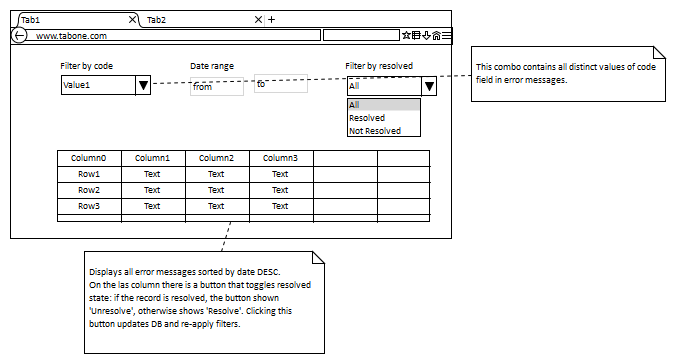 Tab1
Tab2
www.tabone.com
Filter by code
Date range
Filter by resolved
Value1
from
to
All
All
Resolved
Not Resolved
This combo contains all distinct values of code
field in error messages.
Column0 Column1 Column2 Column3
Row1 Text Text Text
Row2 Text Text Text
Row3 Text Text Text
Displays all error messages sorted by date DESC.
On the las column there is a button that toggles resolved
state: if the record is resolved, the button shown
'Unresolve', otherwise shows 'Resolve'. Clicking this
button updates DB and re-apply filters.